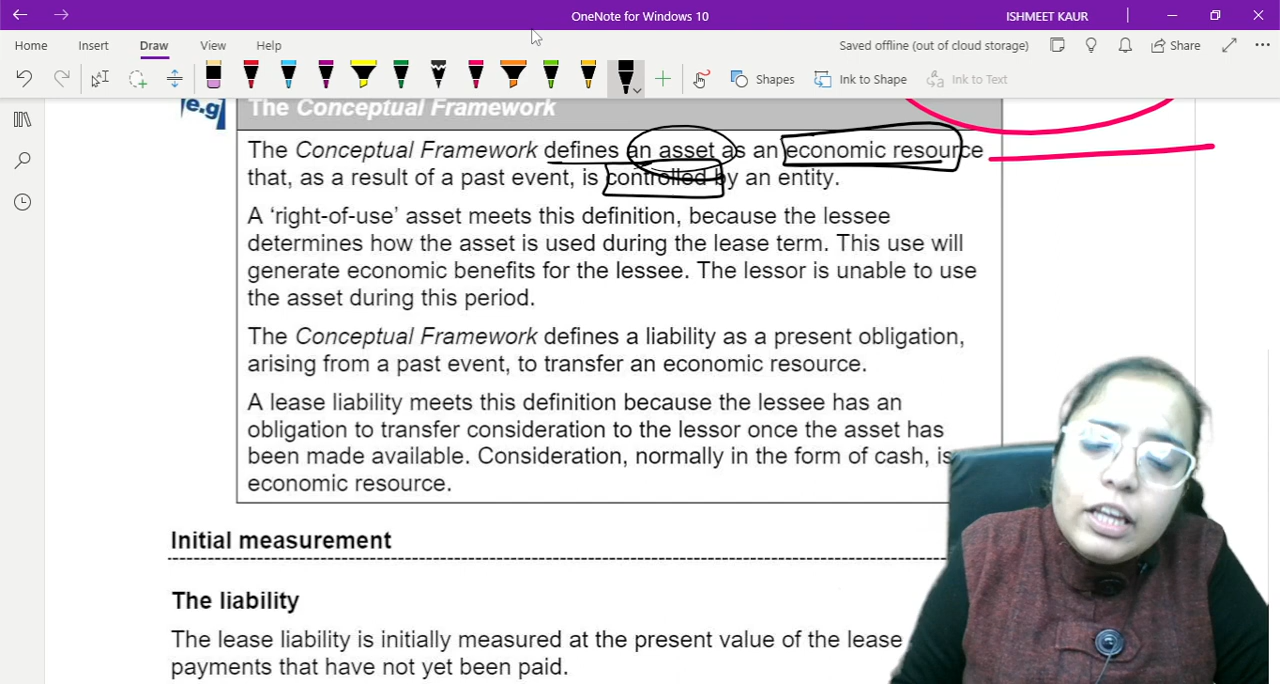 OneNote for Windows 10
ISHMEET KAUR
Home Insert Draw View Help
Saved offline (out of cloud storage) Share
Shapes Ink to Shape Ink to Text
e.g
The Conceptual Framework
The Conceptual Framework defines an asset as an economic resource
that, as a result of a past event, is controlled by an entity.
A ‘right-of-use’ asset meets this definition, because the lessee
determines how the asset is used during the lease term. This use will
generate economic benefits for the lessee. The lessor is unable to use
the asset during this period.
The Conceptual Framework defines a liability as a present obligation,
arising from a past event, to transfer an economic resource.
A lease liability meets this definition because the lessee has an
obligation to transfer consideration to the lessor once the asset has
been made available. Consideration, normally in the form of cash, is
economic resource.
Initial measurement
The liability
The lease liability is initially measured at the present value of the lease
payments that have not yet been paid.